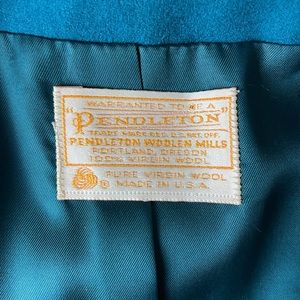 WARRANTED TO BE A
"PENDLETON"
TRADE MARK REG. U.S. PAT. OFF.
PENDLETON WOOLEN MILLS
PORTLAND, OREGON
100% VIRGIN WOOL
PURE VIRGIN WOOL
® MADE IN U.S.A.